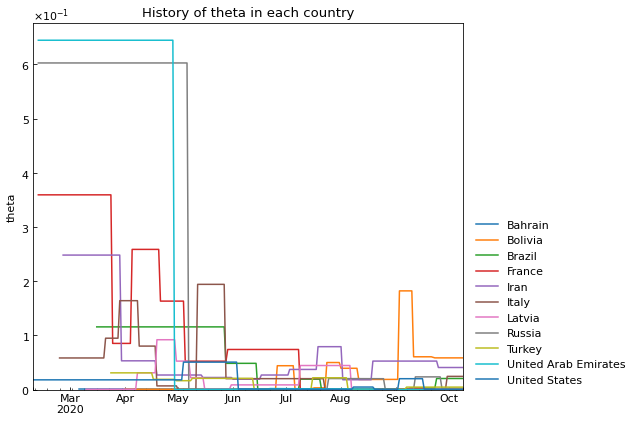 History of theta in each country
×10⁻¹
6
5
4
3
2
1
0
theta
Mar Apr May Jun Jul Aug Sep Oct
2020
Bahrain
Bolivia
Brazil
France
Iran
Italy
Latvia
Russia
Turkey
United Arab Emirates
United States